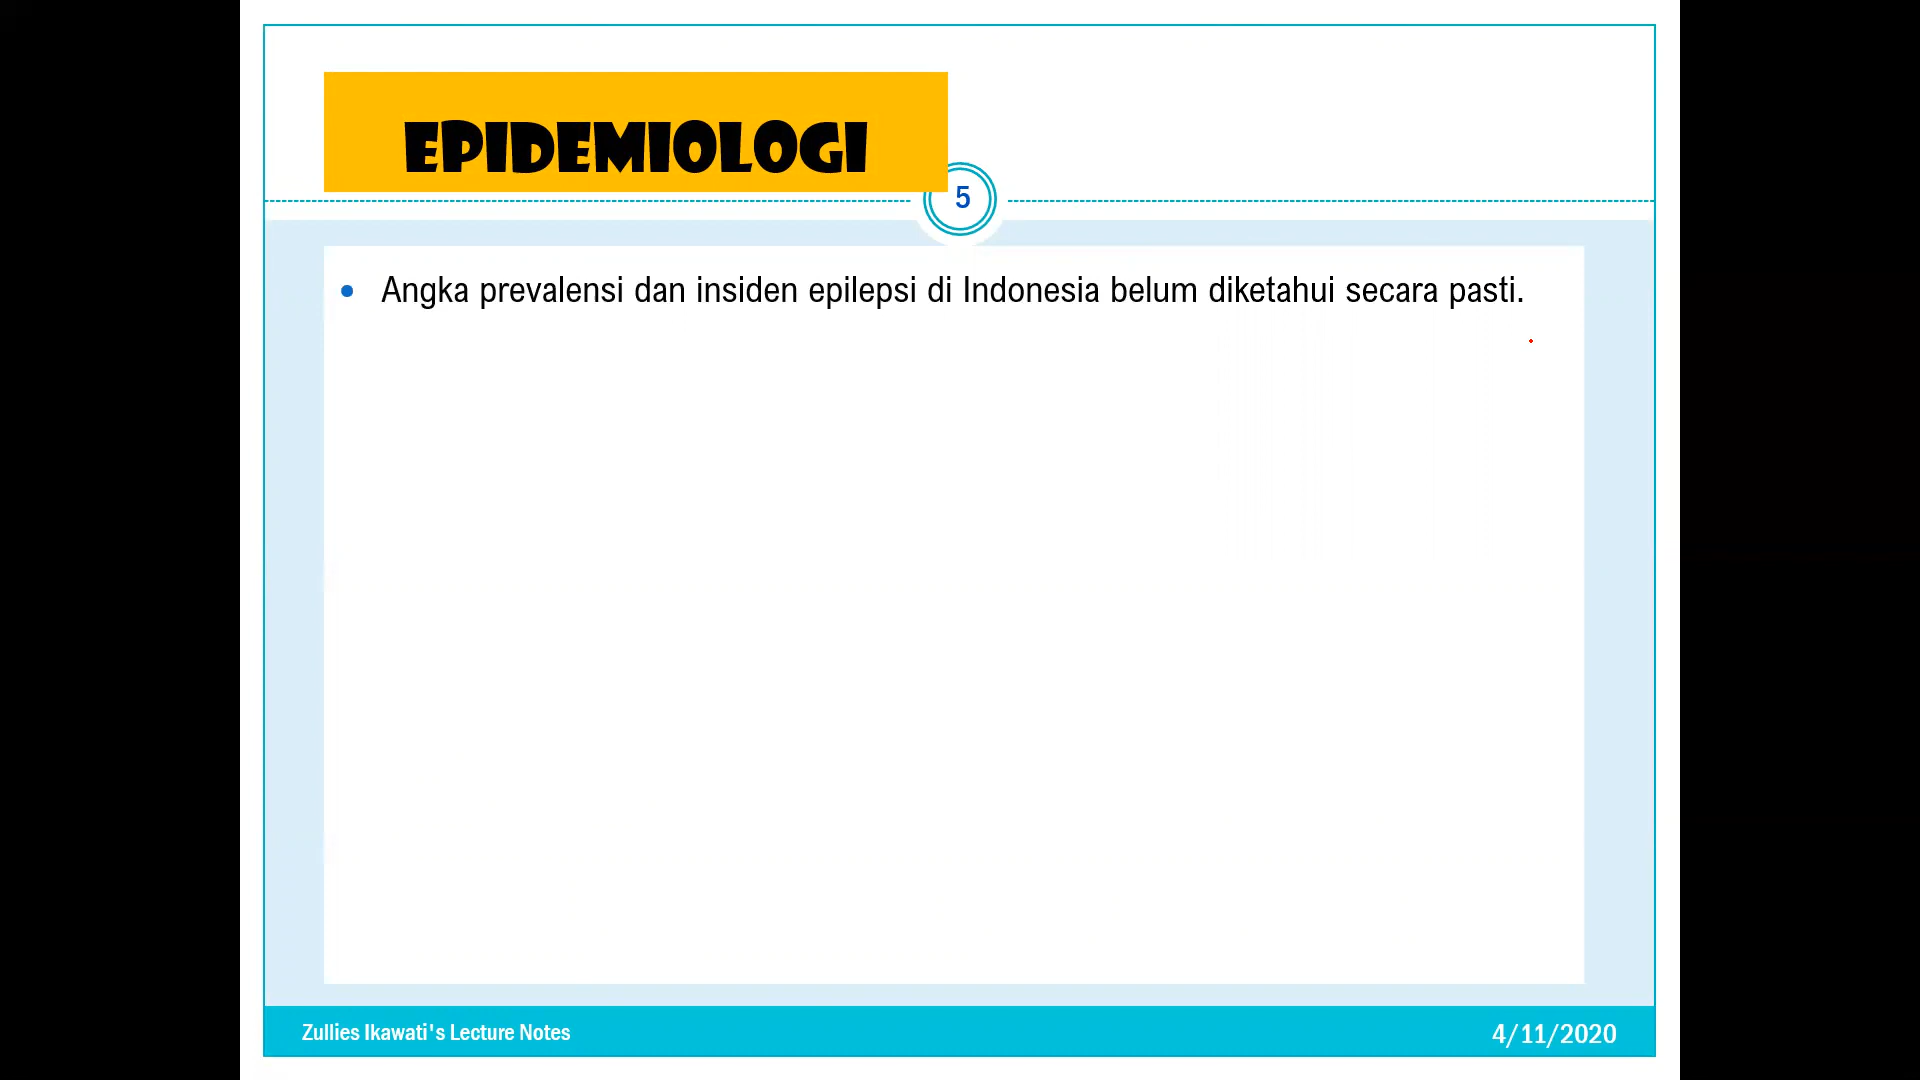 EPIDEMIOLOGI
5
• Angka prevalensi dan insiden epilepsi di Indonesia belum diketahui secara pasti.
Zullies Ikawati's Lecture Notes
4/11/2020